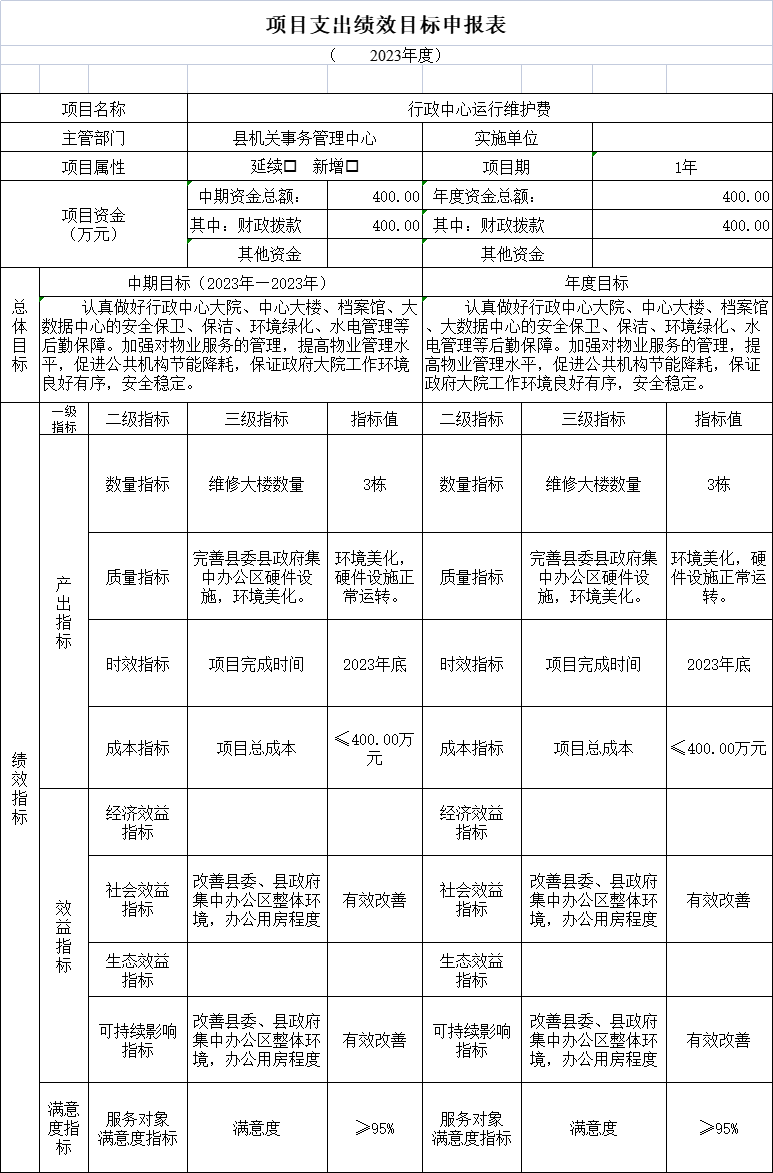 项目支出绩效目标申报表
（　　2023年度）
项目名称 行政中心运行维护费
主管部门 县机关事务管理中心 实施单位
项目属性 延续□　新增□ 项目期 1年
项目资金
（万元）
中期资金总额： 400.00 年度资金总额： 400.00
其中：财政拨款 400.00 其中：财政拨款 400.00
其他资金 其他资金
总体目标
中期目标（2023年—2023年） 年度目标
认真做好行政中心大院、中心大楼、档案馆、大
数据中心的安全保卫、保洁、环境绿化、水电管理等
后勤保障。加强对物业服务的管理，提高物业管理水
平，促进公共机构节能降耗，保证政府大院工作环境
良好有序，安全稳定。
认真做好行政中心大院、中心大楼、档案馆
、大数据中心的安全保卫、保洁、环境绿化、水
电管理等后勤保障。加强对物业服务的管理，提
高物业管理水平，促进公共机构节能降耗，保证
政府大院工作环境良好有序，安全稳定。
绩效指标
一级
指标
二级指标 三级指标 指标值 二级指标 三级指标 指标值
产出指标
数量指标 维修大楼数量 3栋 数量指标 维修大楼数量 3栋
质量指标
完善县委县政府集
中办公区硬件设
施，环境美化。
环境美化，
硬件设施正
常运转。
质量指标
完善县委县政府集
中办公区硬件设
施，环境美化。
环境美化，硬
件设施正常运
转。
时效指标 项目完成时间 2023年底 时效指标 项目完成时间 2023年底
成本指标 项目总成本
≤400.00万
元
成本指标 项目总成本 ≤400.00万元
效益指标
经济效益
指标
经济效益
指标
社会效益
指标
改善县委、县政府
集中办公区整体环
境，办公用房程度
有效改善
社会效益
指标
改善县委、县政府
集中办公区整体环
境，办公用房程度
有效改善
生态效益
指标
生态效益
指标
可持续影响
指标
改善县委、县政府
集中办公区整体环
境，办公用房程度
有效改善
可持续影响
指标
改善县委、县政府
集中办公区整体环
境，办公用房程度
有效改善
满意
度指
标
服务对象
满意度指标
满意度 ≥95%
服务对象
满意度指标
满意度 ≥95%